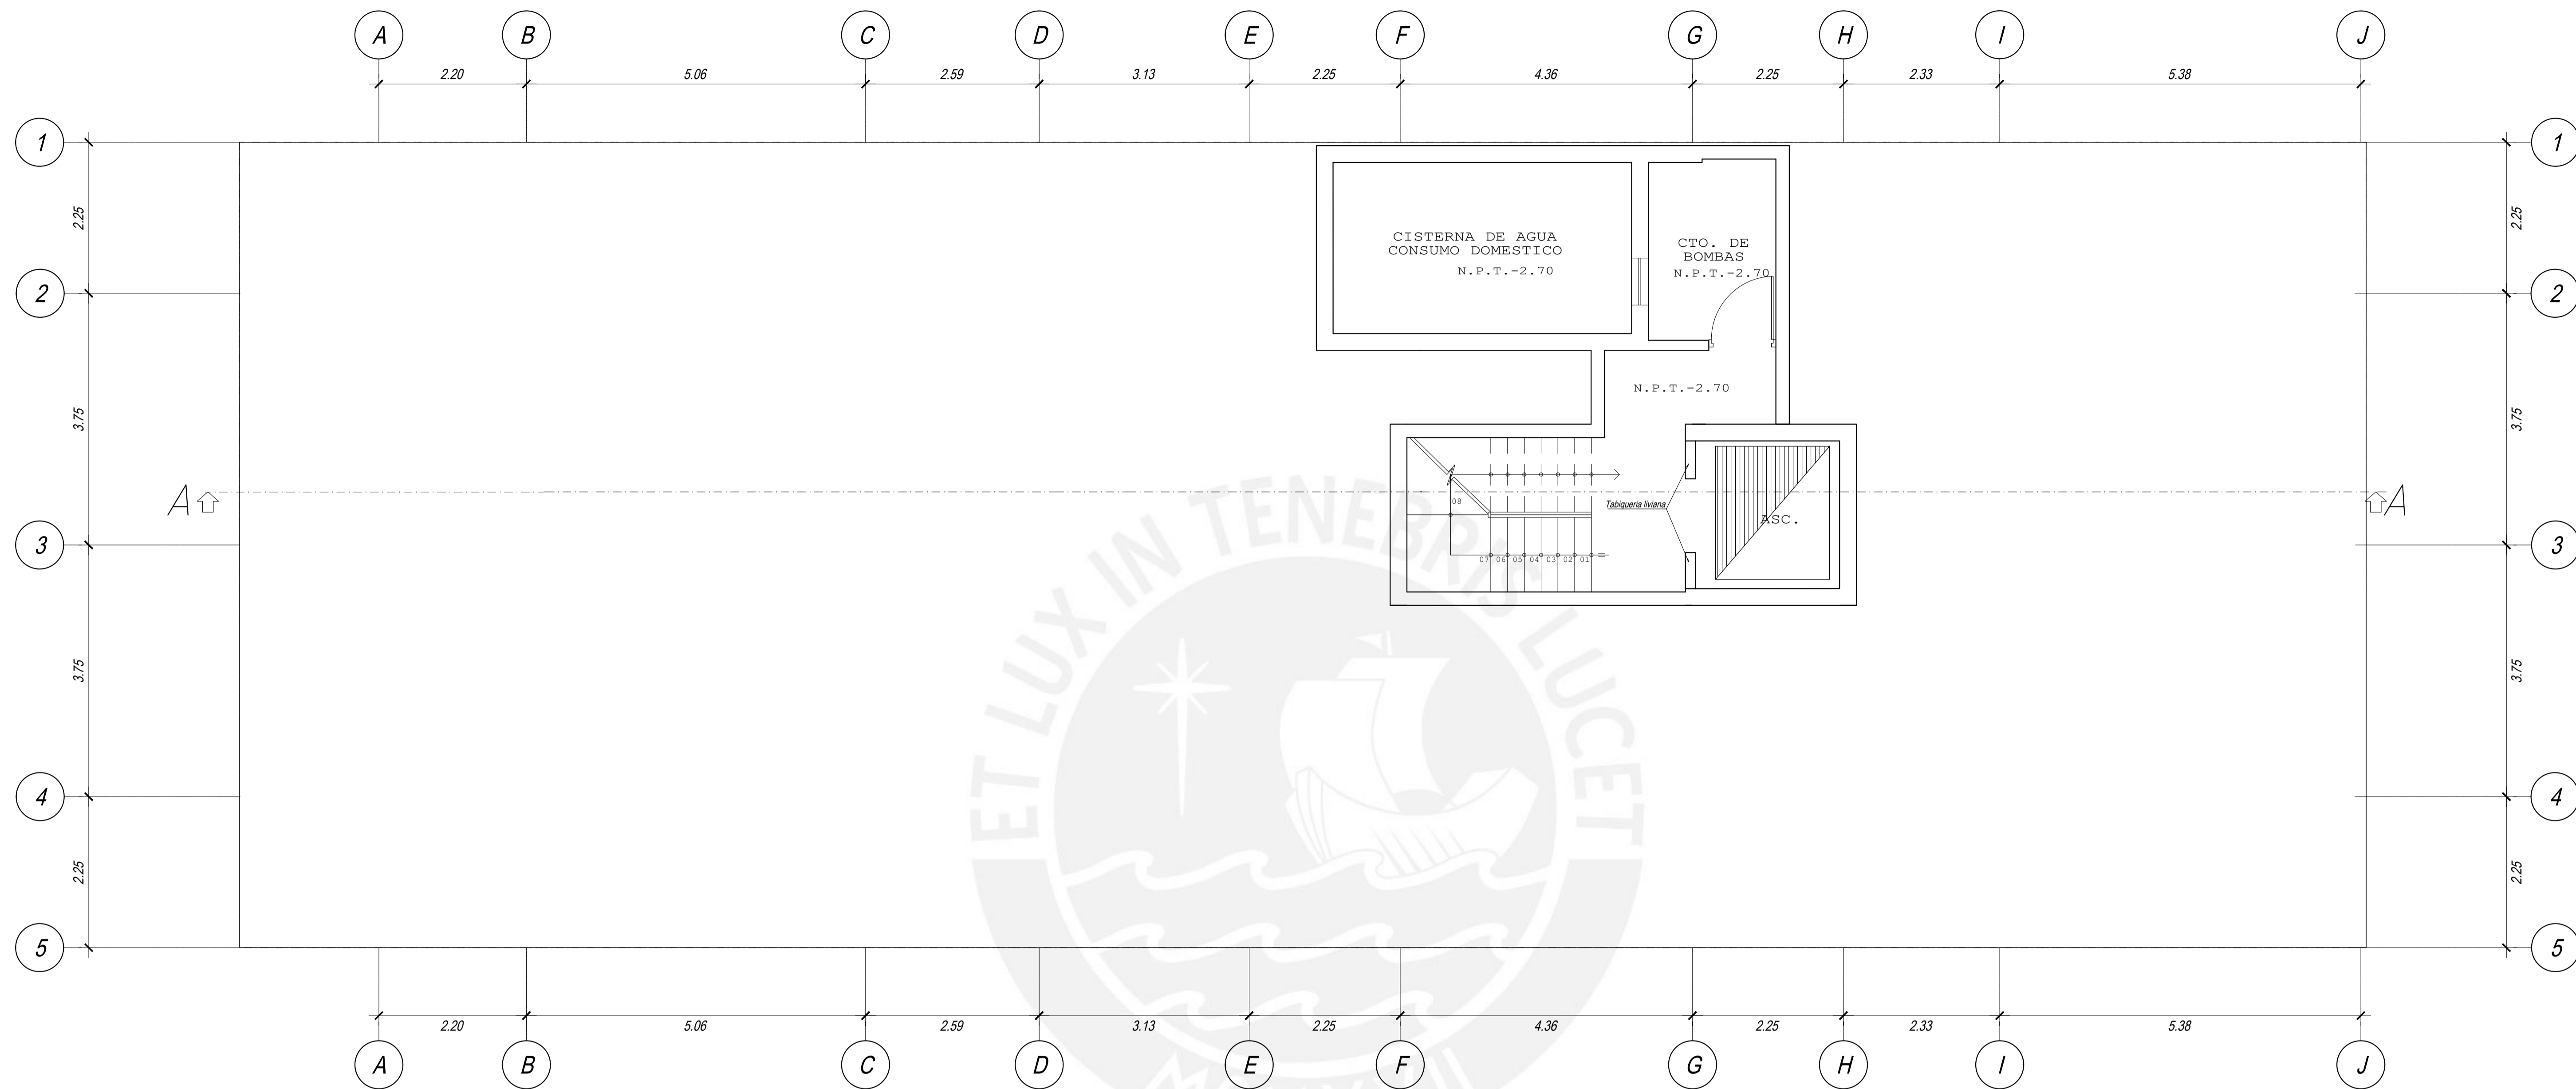 A B C D E F G H I J
2.20 5.06 2.59 3.13 2.25 4.36 2.25 2.33 5.38
1 1
2.25 2.25
CISTERNA DE AGUA
CONSUMO DOMESTICO
N.P.T.-2.70
CTO. DE
BOMBAS
N.P.T.-2.70
2 2
3.75 3.75
N.P.T.-2.70
A A
08
Tabiqueria liviana
ASC.
3 3
07 06 05 04 03 02 01
3.75 3.75
4 4
2.25 2.25
5 5
2.20 5.06 2.59 3.13 2.25 4.36 2.25 2.33 5.38
A B C D E F G H I J
ET LUX IN TENEBRIS LUCET